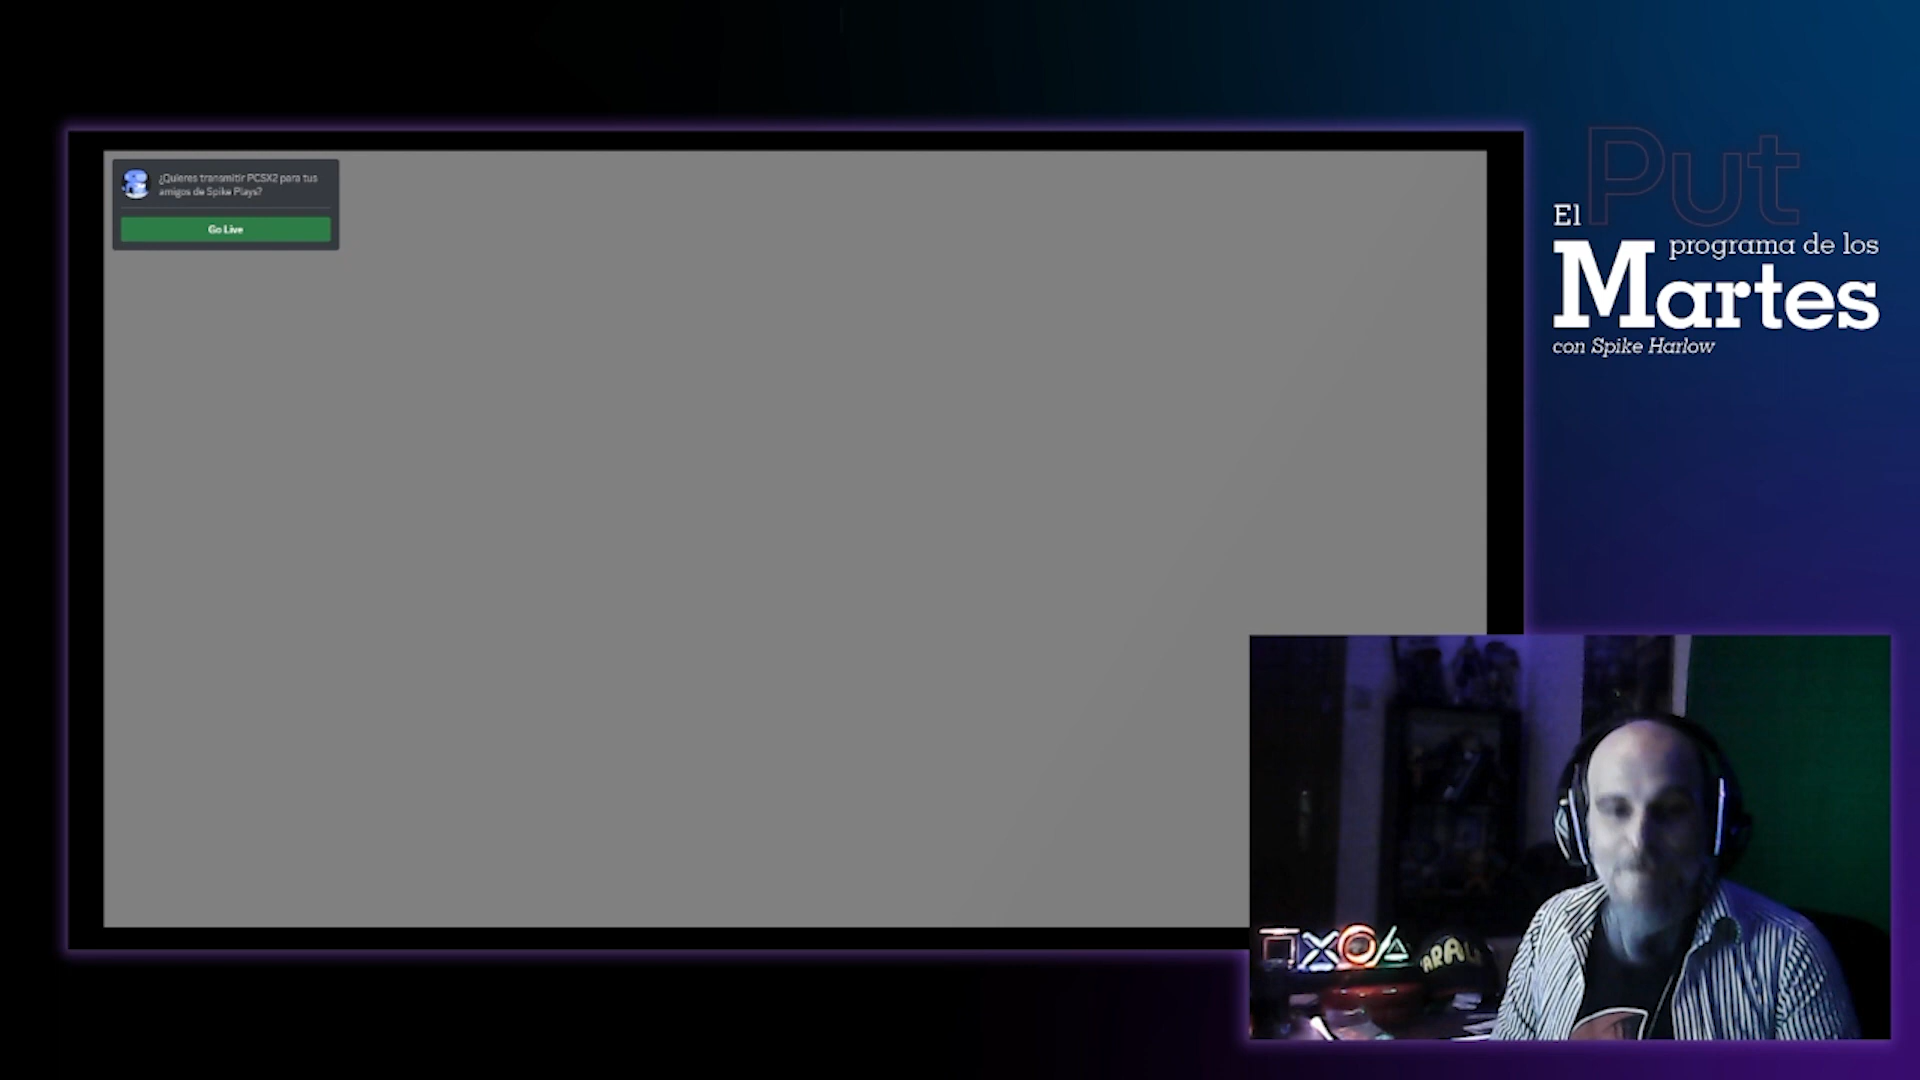 ¿Quieres transmitir PCSX2 para tus
amigos de Spike Plays?
Go Live
Put
El
programa de los
Martes
con Spike Harlow
ARALE